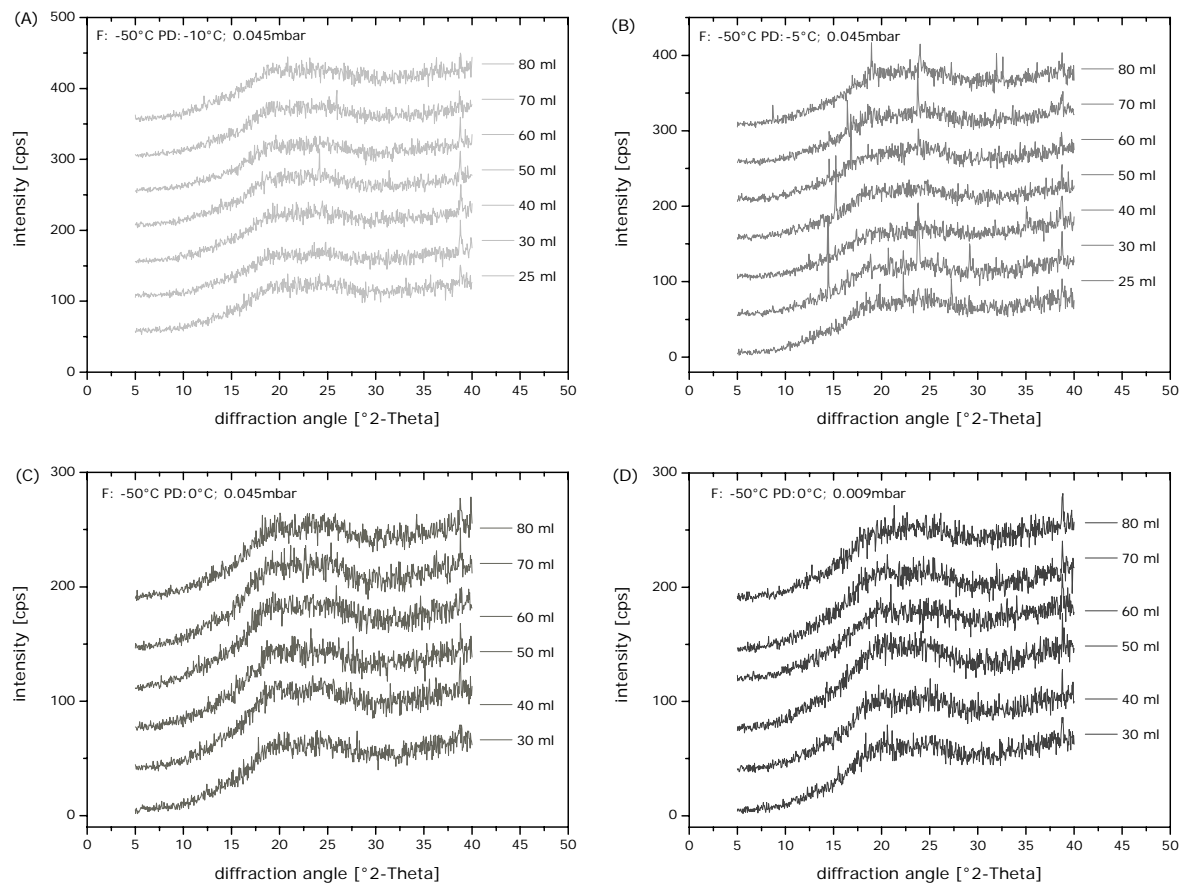 (A)
F: -50°C PD:-10°C; 0.045mbar
500
400
300
200
100
0
intensity [cps]
80 ml
70 ml
60 ml
50 ml
40 ml
30 ml
25 ml
0 5 10 15 20 25 30 35 40 45 50
diffraction angle [°2-Theta]
(B)
F: -50°C PD:-5°C; 0.045mbar
400
300
200
100
0
intensity [cps]
80 ml
70 ml
60 ml
50 ml
40 ml
30 ml
25 ml
0 5 10 15 20 25 30 35 40 45 50
diffraction angle [°2-Theta]
(C)
F: -50°C PD:0°C; 0.045mbar
300
200
100
0
intensity [cps]
80 ml
70 ml
60 ml
50 ml
40 ml
30 ml
0 5 10 15 20 25 30 35 40 45 50
diffraction angle [°2-Theta]
(D)
F: -50°C PD:0°C; 0.009mbar
300
200
100
0
intensity [cps]
80 ml
70 ml
60 ml
50 ml
40 ml
30 ml
0 5 10 15 20 25 30 35 40 45 50
diffraction angle [°2-Theta]